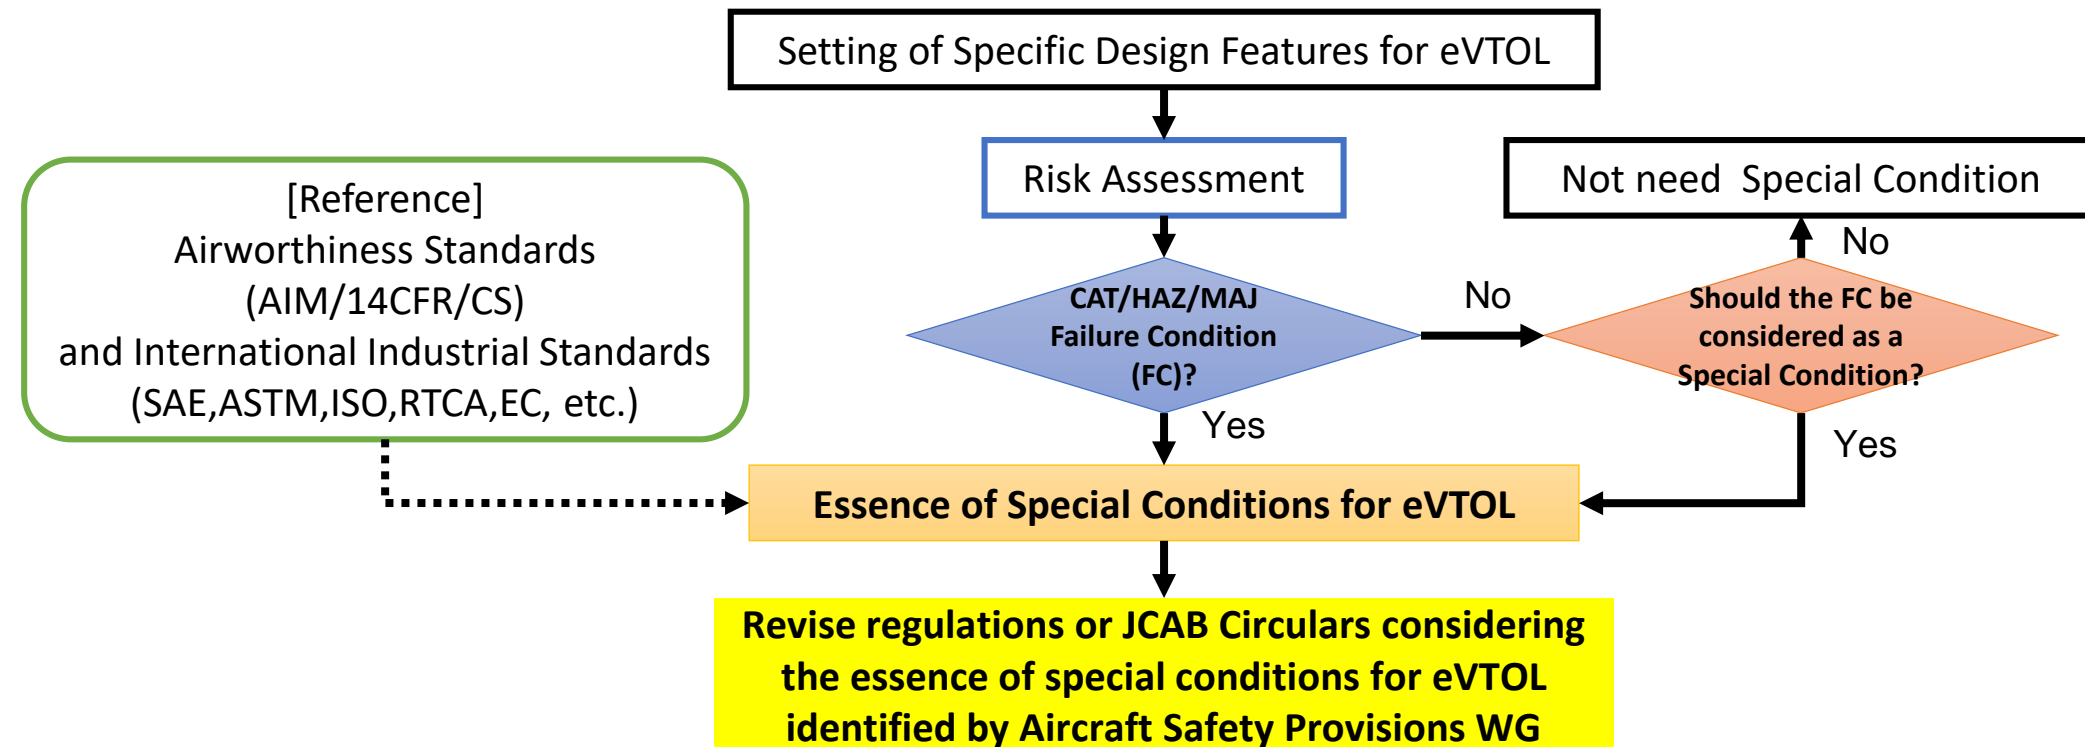 Setting of Specific Design Features for eVTOL
[Reference]
Airworthiness Standards
(AIM/14CFR/CS)
and International Industrial Standards
(SAE,ASTM,ISO,RTCA,EC, etc.)
Risk Assessment
Not need  Special Condition
No
CAT/HAZ/MAJ
Failure Condition
(FC)?
No
Should the FC be
considered as a
Special Condition?
Yes
Yes
Essence of Special Conditions for eVTOL
Revise regulations or JCAB Circulars considering
the essence of special conditions for eVTOL
identified by Aircraft Safety Provisions WG